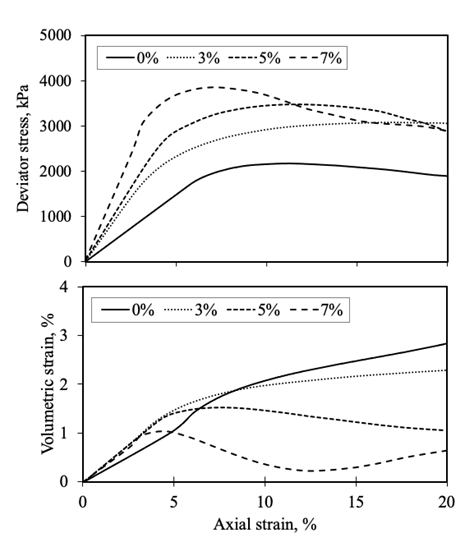 5000
4000
3000
2000
1000
0
Deviator stress, kPa
0% 3% 5% 7%
4
3
2
1
0
Volumetric strain, %
0% 3% 5% 7%
0 5 10 15 20
Axial strain, %